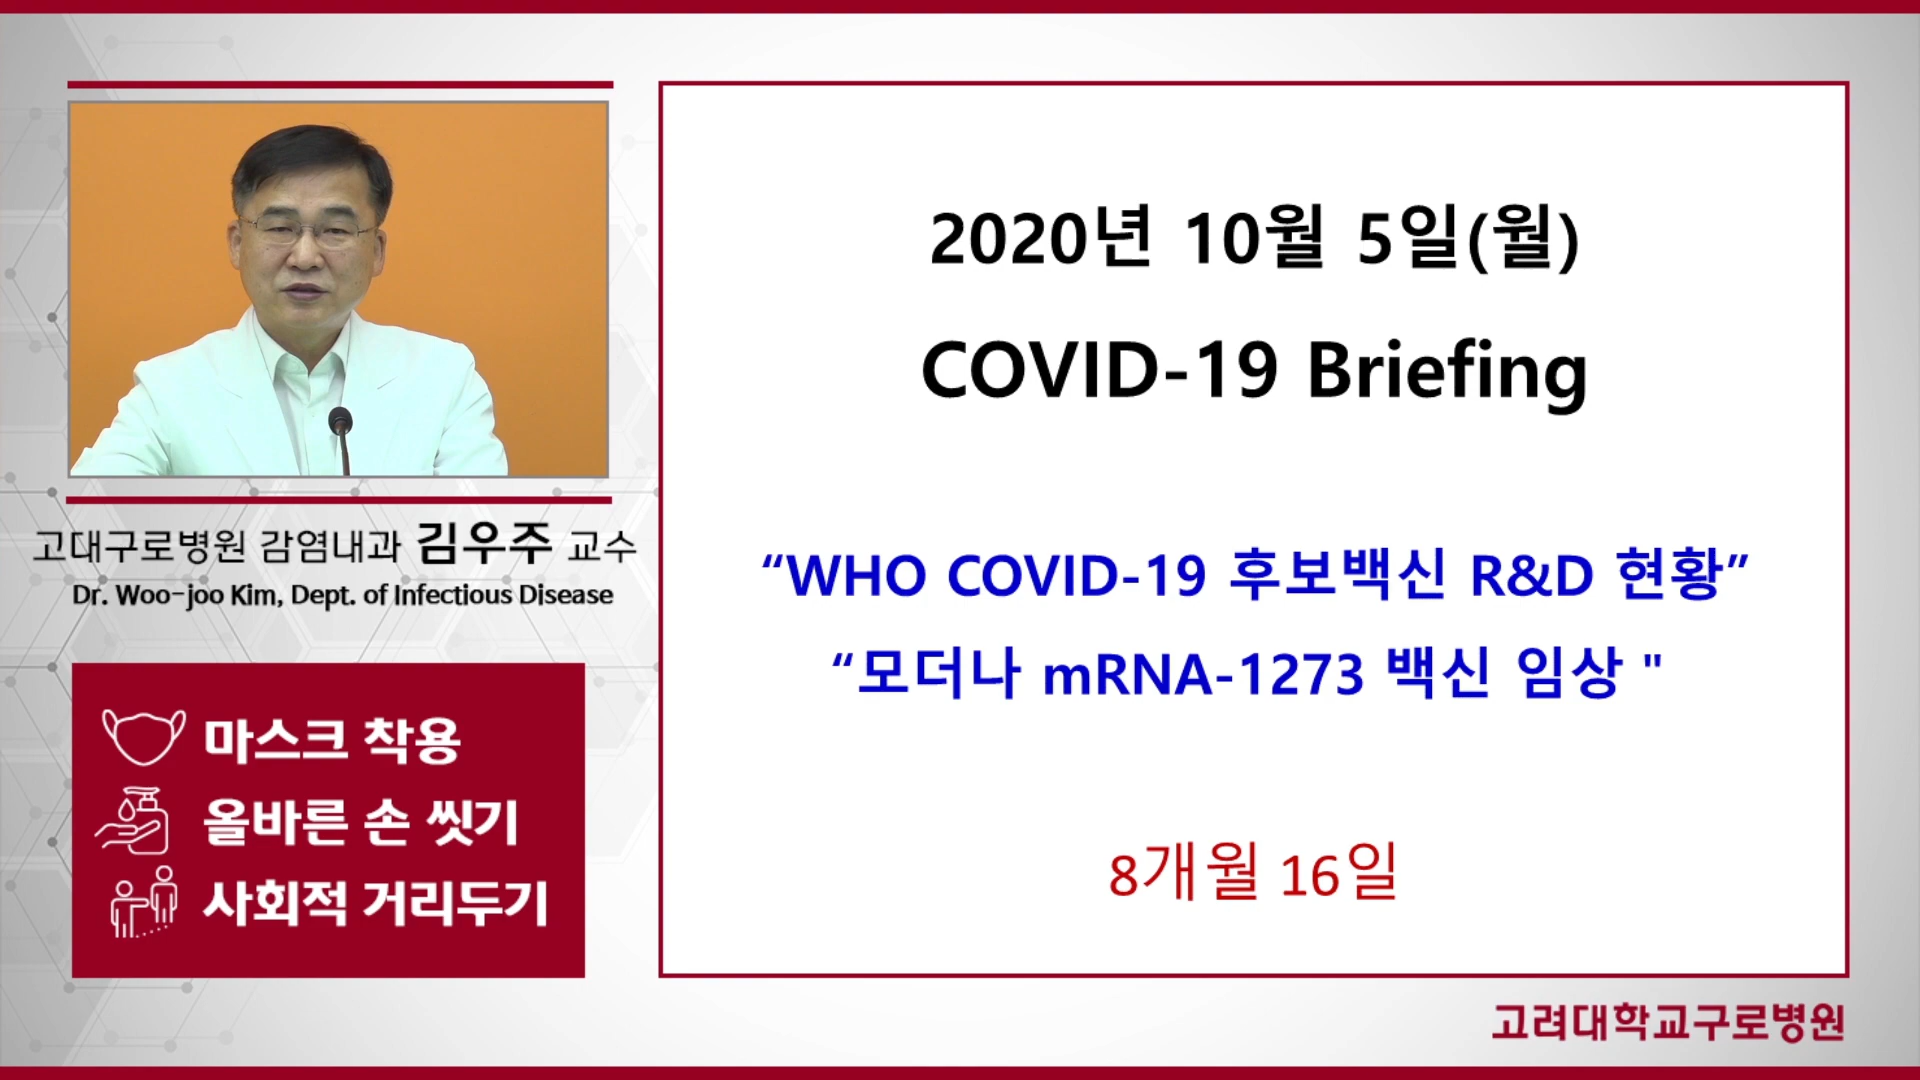 고대구로병원 감염내과 김우주 교수
Dr. Woo-joo Kim, Dept. of Infectious Disease
마스크 착용
올바른 손 씻기
사회적 거리두기
2020년 10월 5일(월)
COVID-19 Briefing
“WHO COVID-19 후보백신 R&D 현황”
“모더나 mRNA-1273 백신 임상 "
8개월 16일
고려대학교구로병원